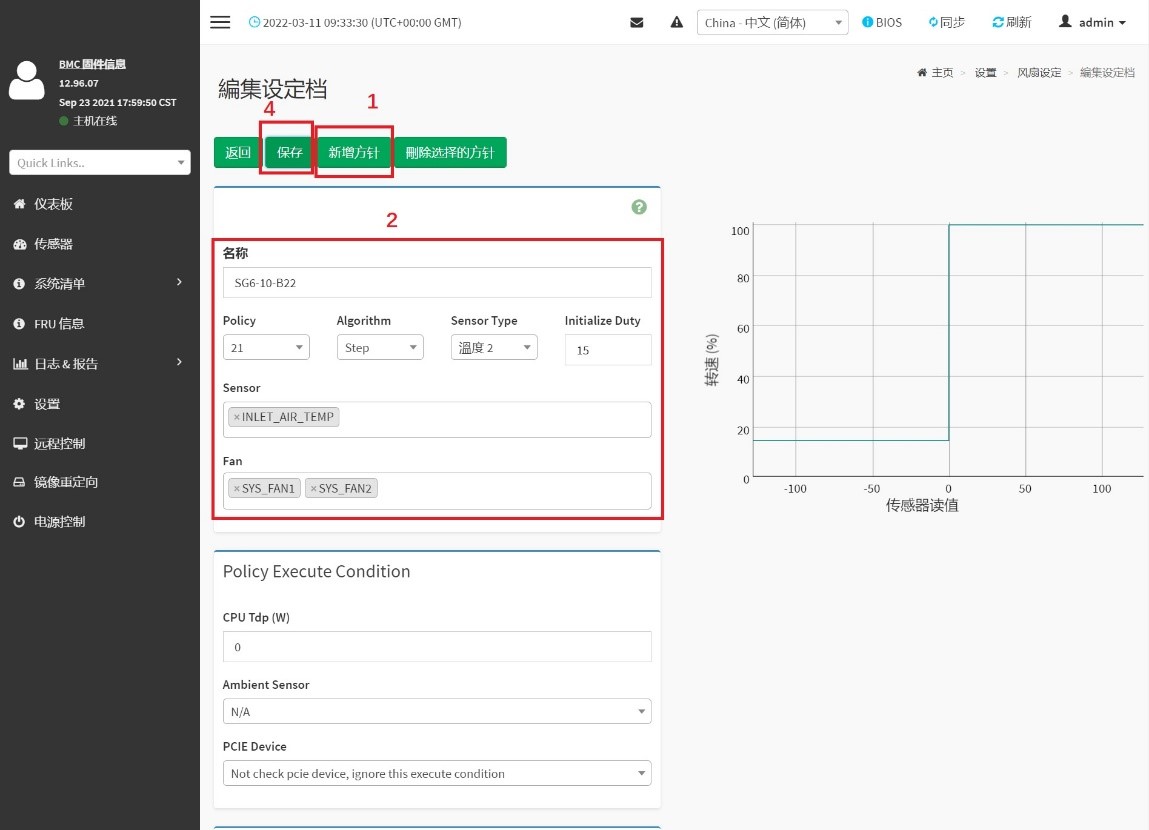 2022-03-11 09:33:30 (UTC+00:00 GMT)
China - 中文 (简体)
BIOS
同步
刷新
admin
BMC 固件信息
12.96.07
Sep 23 2021 17:59:50 CST
主机在线
Quick Links..
仪表板
传感器
系统清单
FRU 信息
日志 & 报告
设置
远程控制
镜像重定向
电源控制
編集设定档
主页 > 设置 > 风扇设定 > 編集设定档
4
1
返回
保存
新增方针
刪除选择的方针
2
名称
SG6-10-B22
Policy
Algorithm
Sensor Type
Initialize Duty
21
Step
溫度 2
15
Sensor
×INLET_AIR_TEMP
Fan
×SYS_FAN1
×SYS_FAN2
Policy Execute Condition
CPU Tdp (W)
0
Ambient Sensor
N/A
PCIE Device
Not check pcie device, ignore this execute condition
100
80
60
40
20
0
转速 (%)
-100
-50
0
50
100
传感器读值